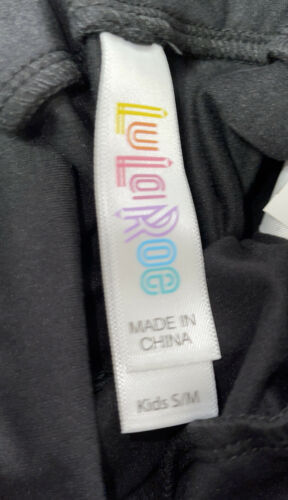 LuLaRoe
MADE IN
CHINA
Kids S/M